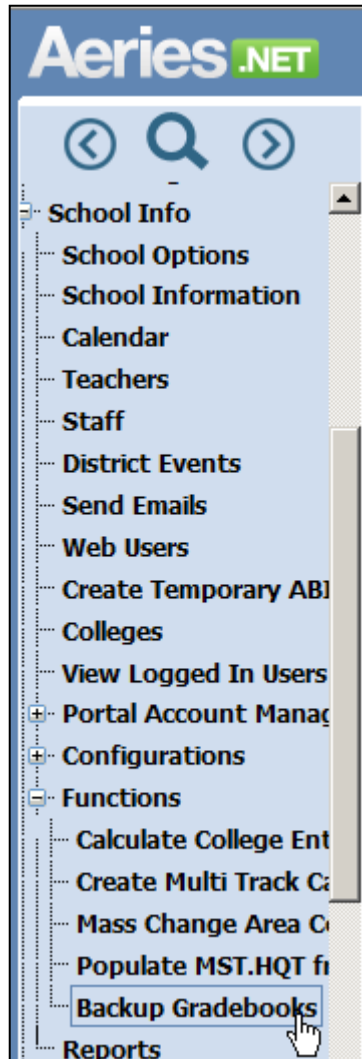 Aeries .NET
School Info
School Options
School Information
Calendar
Teachers
Staff
District Events
Send Emails
Web Users
Create Temporary ABI
Colleges
View Logged In Users
Portal Account Manag
Configurations
Functions
Calculate College Ent
Create Multi Track Ca
Mass Change Area Co
Populate MST.HQT fr
Backup Gradebooks
Reports